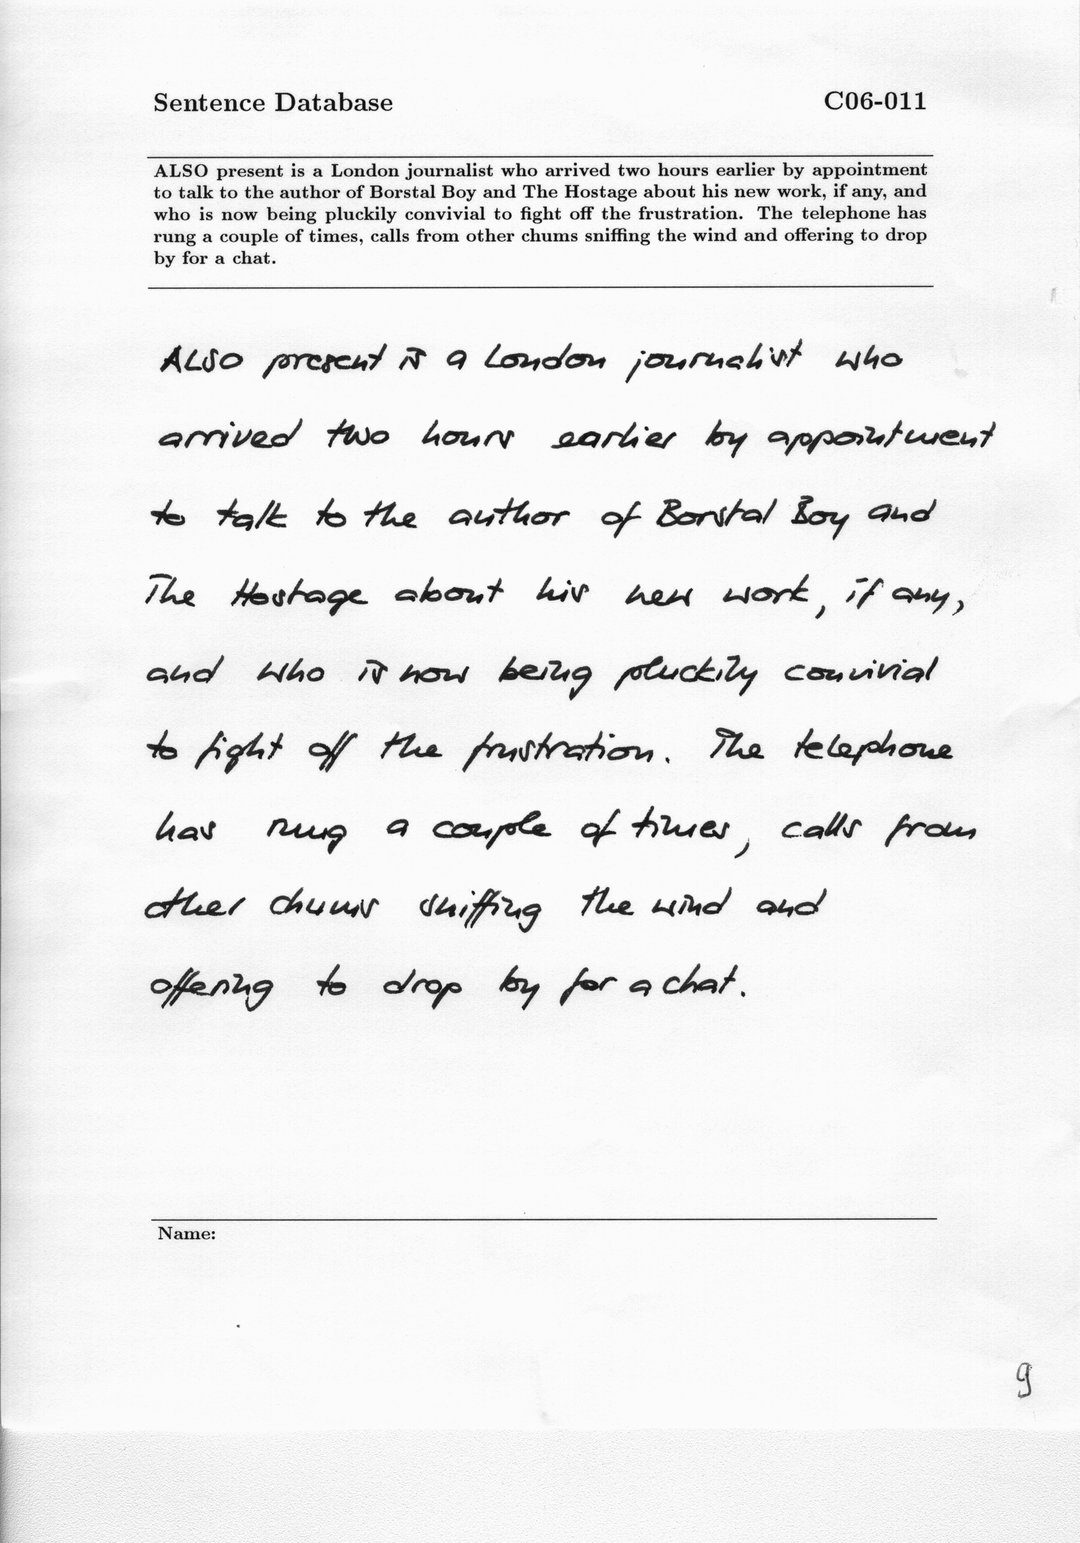 Sentence Database
C06-011
ALSO present is a London journalist who arrived two hours earlier by appointment
to talk to the author of Borstal Boy and The Hostage about his new work, if any, and
who is now being pluckily convivial to fight off the frustration. The telephone has
rung a couple of times, calls from other chums sniffing the wind and offering to drop
by for a chat.
ALSO present is a London journalist who
arrived two hours earlier by appointment
to talk to the author of Borstal Boy and
The Hostage about his new work, if any,
and who is now being pluckily convivial
to fight off the frustration. The telephone
has rung a couple of times, calls from
other chums sniffing the wind and
offering to drop by for a chat.
Name:
9